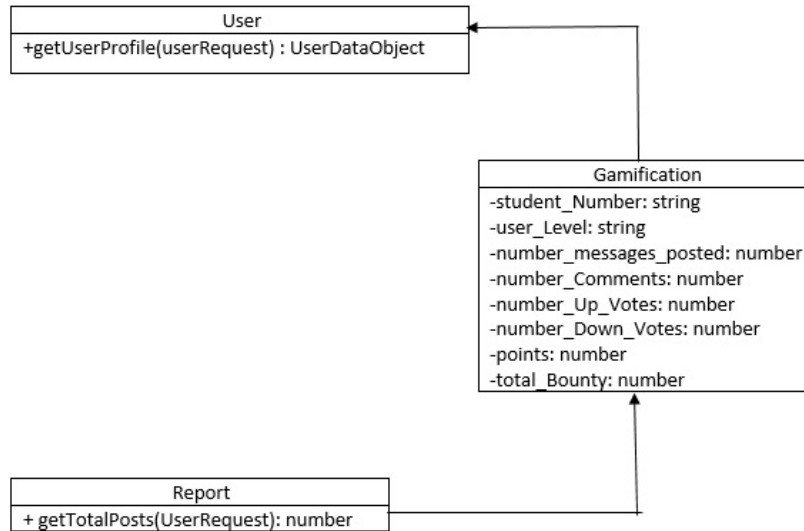 User
+getUserProfile(userRequest) : UserDataObject
Gamification
-student_Number: string
-user_Level: string
-number_messages_posted: number
-number_Comments: number
-number_Up_Votes: number
-number_Down_Votes: number
-points: number
-total_Bounty: number
Report
+ getTotalPosts(UserRequest): number